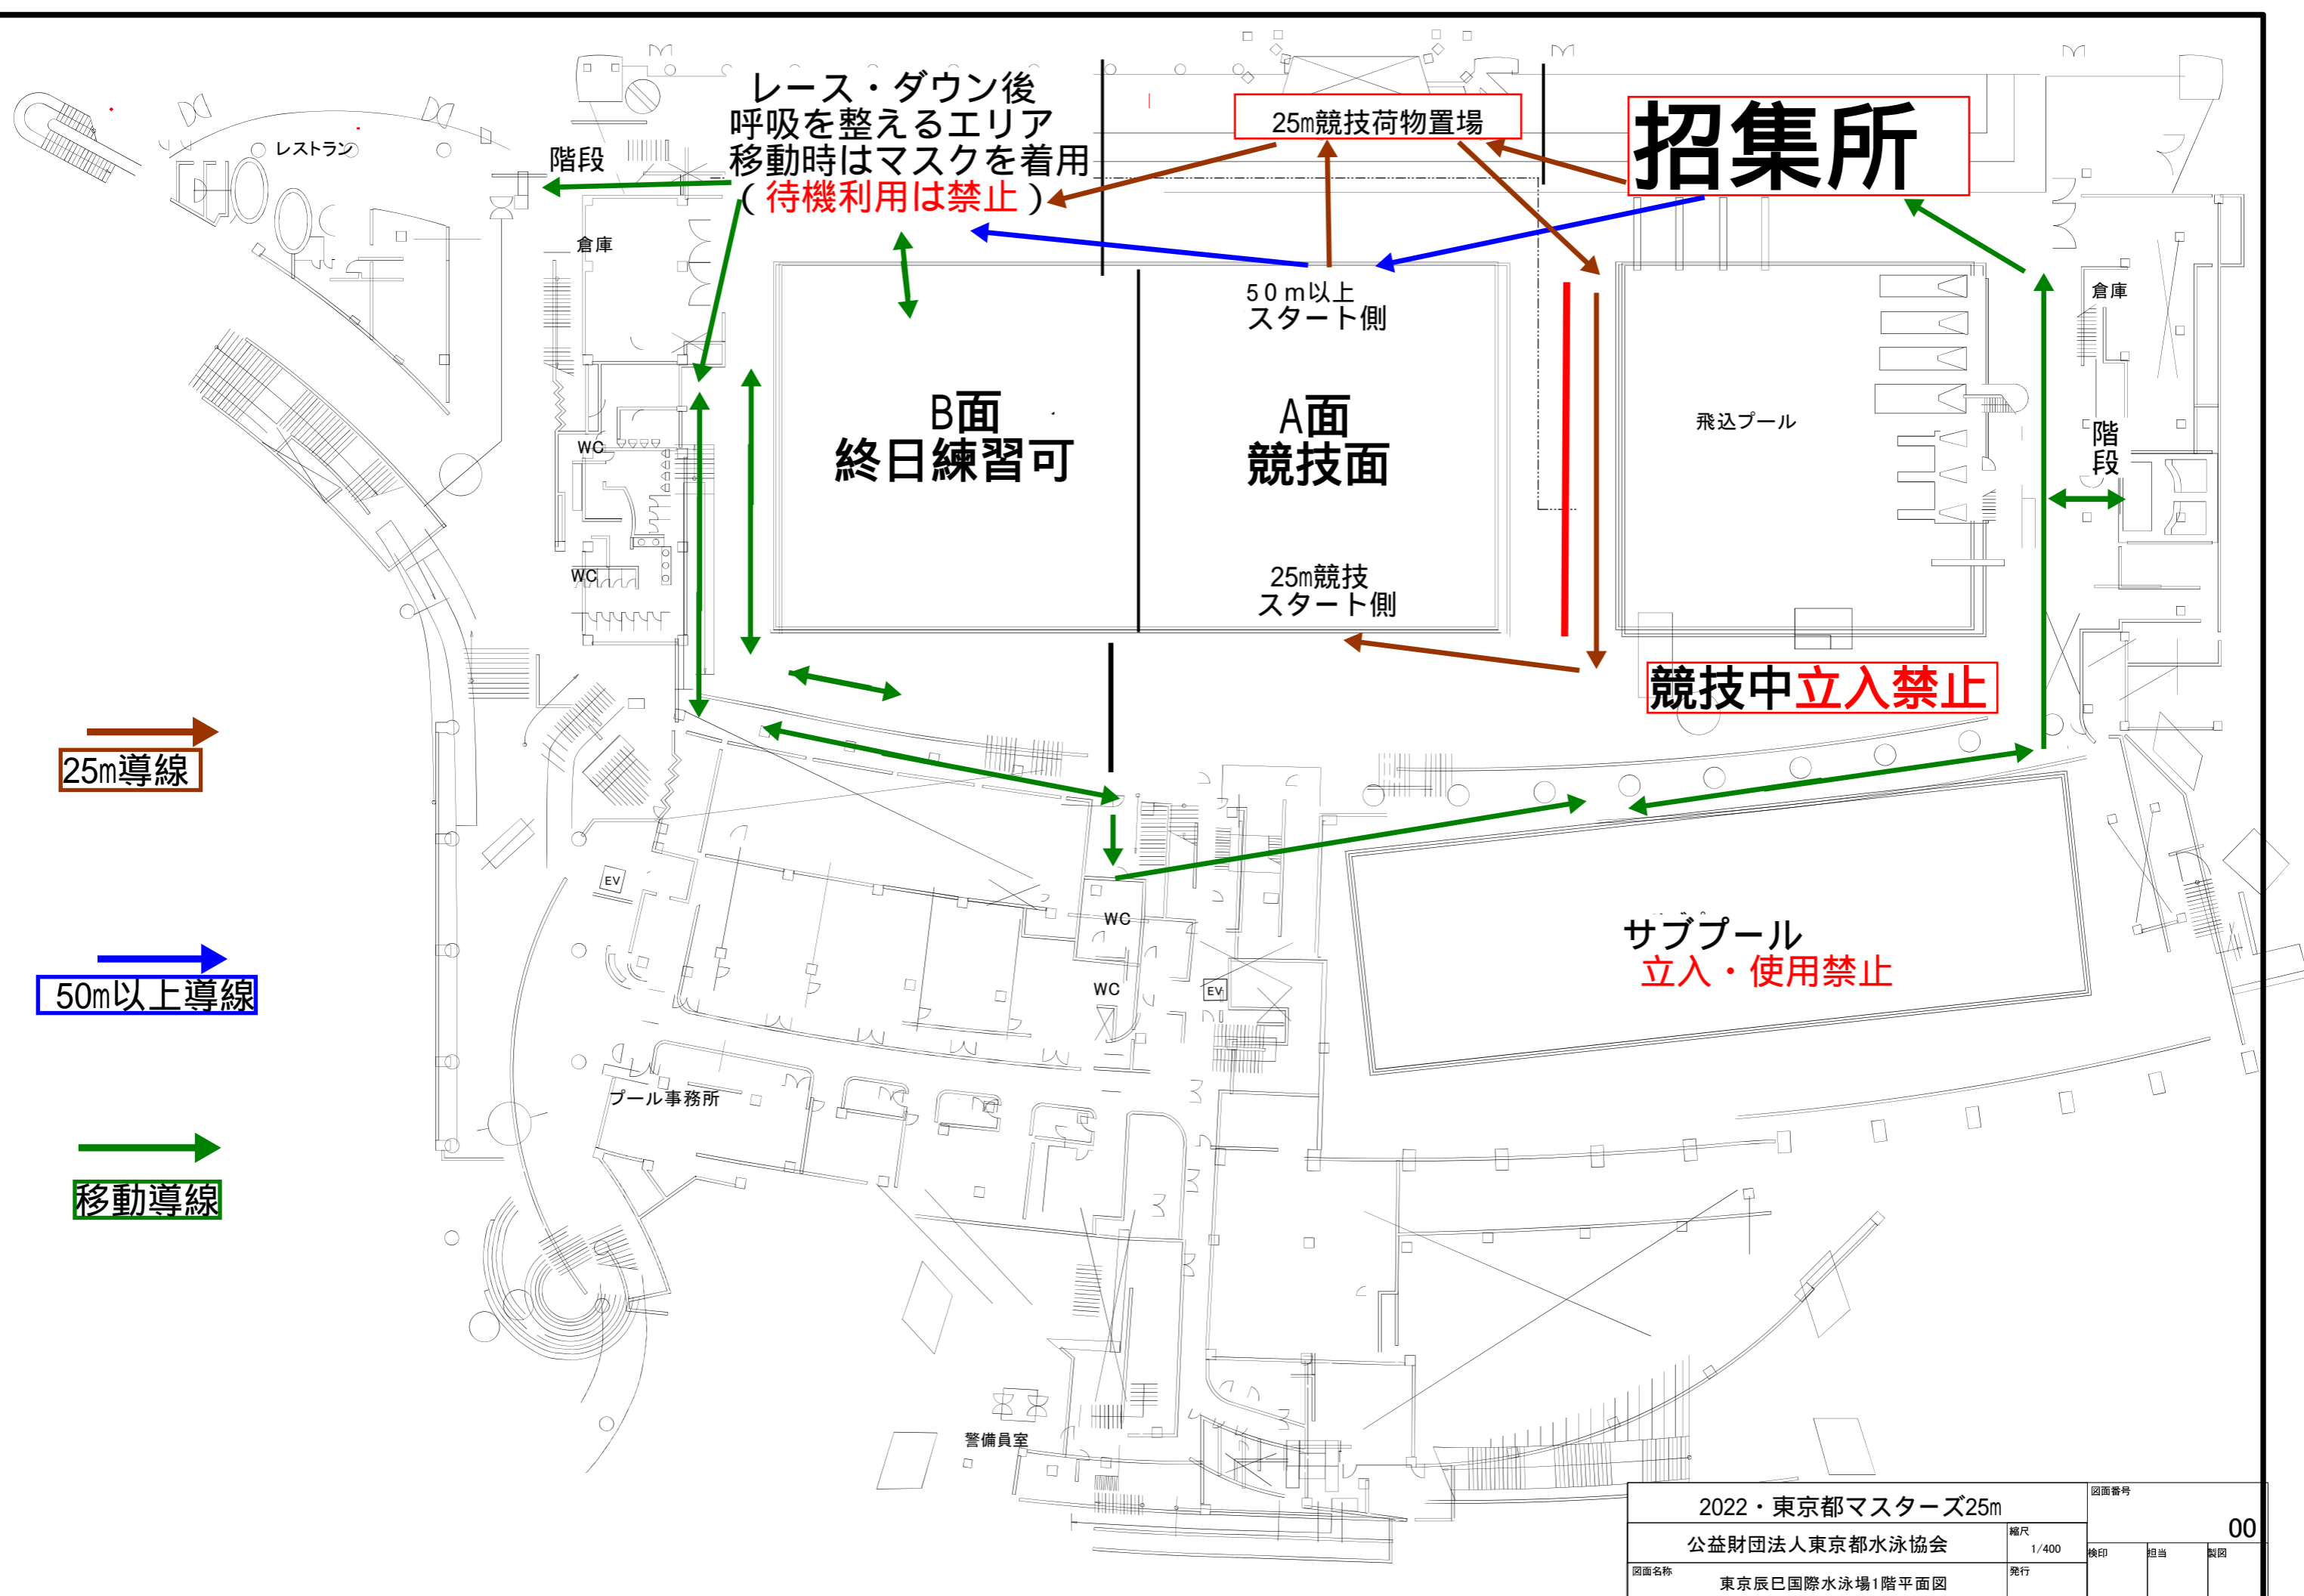 レース・ダウン後
呼吸を整えるエリア
移動時はマスクを着用
(待機利用は禁止)
25m競技荷物置場
招集所
レストラン
階段
倉庫
50m以上
スタート側
倉庫
B面
終日練習可
A面
競技面
飛込プール
階段
WC
WC
25m競技
スタート側
競技中立入禁止
25m導線
EV
WC
サブプール
立入・使用禁止
WC
EV
50m以上導線
プール事務所
移動導線
警備員室
2022・東京都マスターズ25m
図面番号
00
公益財団法人東京都水泳協会
縮尺
1/400
検印
担当
製図
図面名称
東京辰巳国際水泳場1階平面図
発行